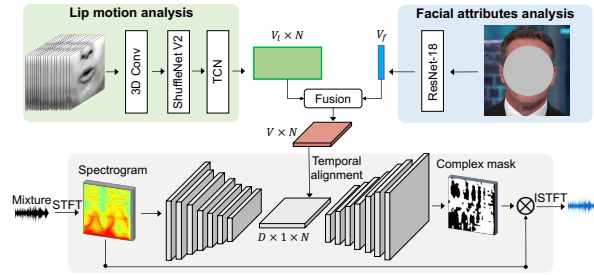 Lip motion analysis
Facial attributes analysis
3D Conv
ShuffleNet V2
TCN
V_l × N
V_f
ResNet-18
Fusion
V × N
Temporal
alignment
Spectrogram
Complex mask
Mixture
STFT
D × 1 × N
ISTFT